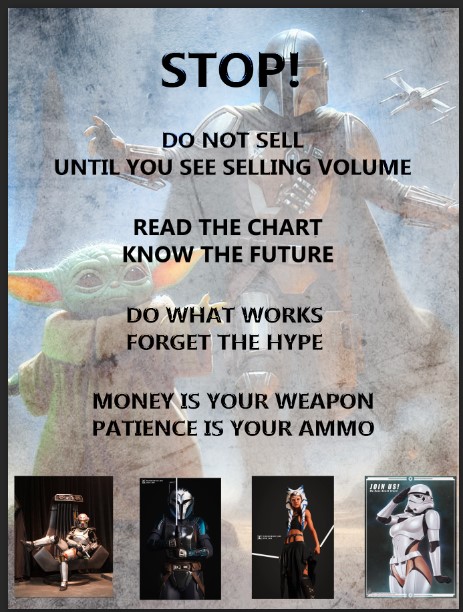 STOP!
DO NOT SELL
UNTIL YOU SEE SELLING VOLUME
READ THE CHART
KNOW THE FUTURE
DO WHAT WORKS
FORGET THE HYPE
MONEY IS YOUR WEAPON
PATIENCE IS YOUR AMMO
JOIN US!